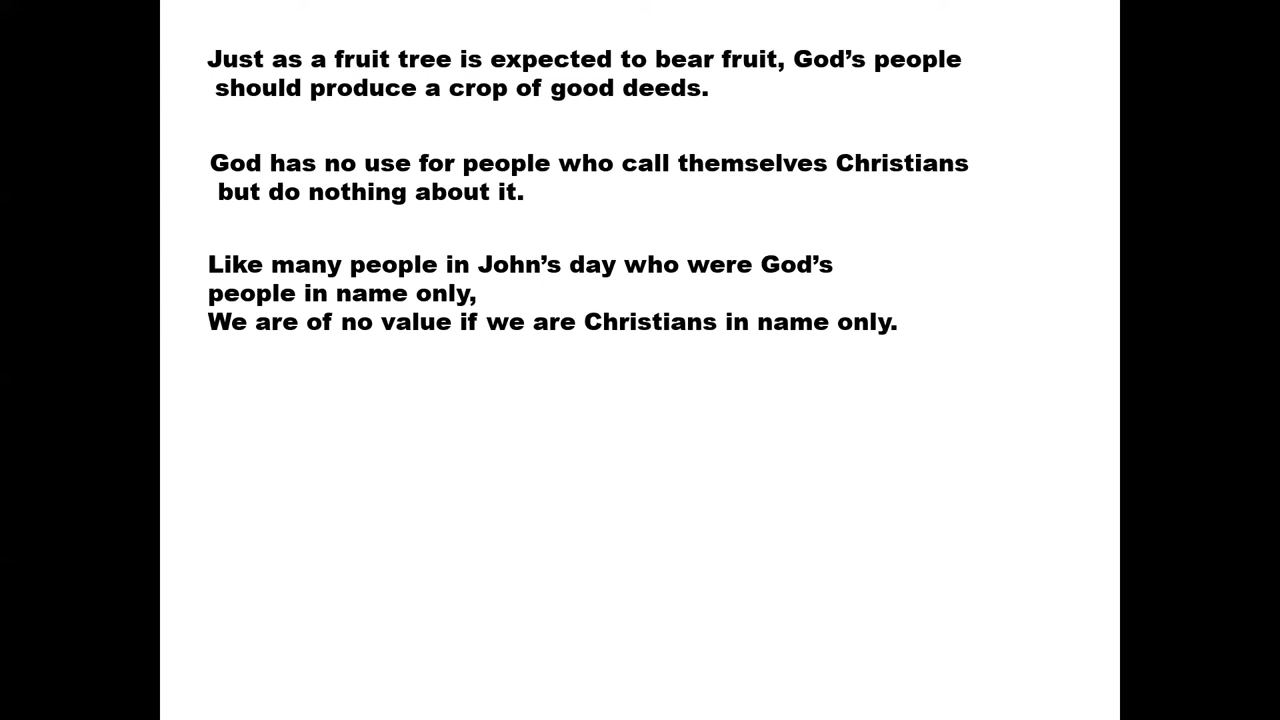 Just as a fruit tree is expected to bear fruit, God’s people
should produce a crop of good deeds.
God has no use for people who call themselves Christians
but do nothing about it.
Like many people in John’s day who were God’s
people in name only,
We are of no value if we are Christians in name only.